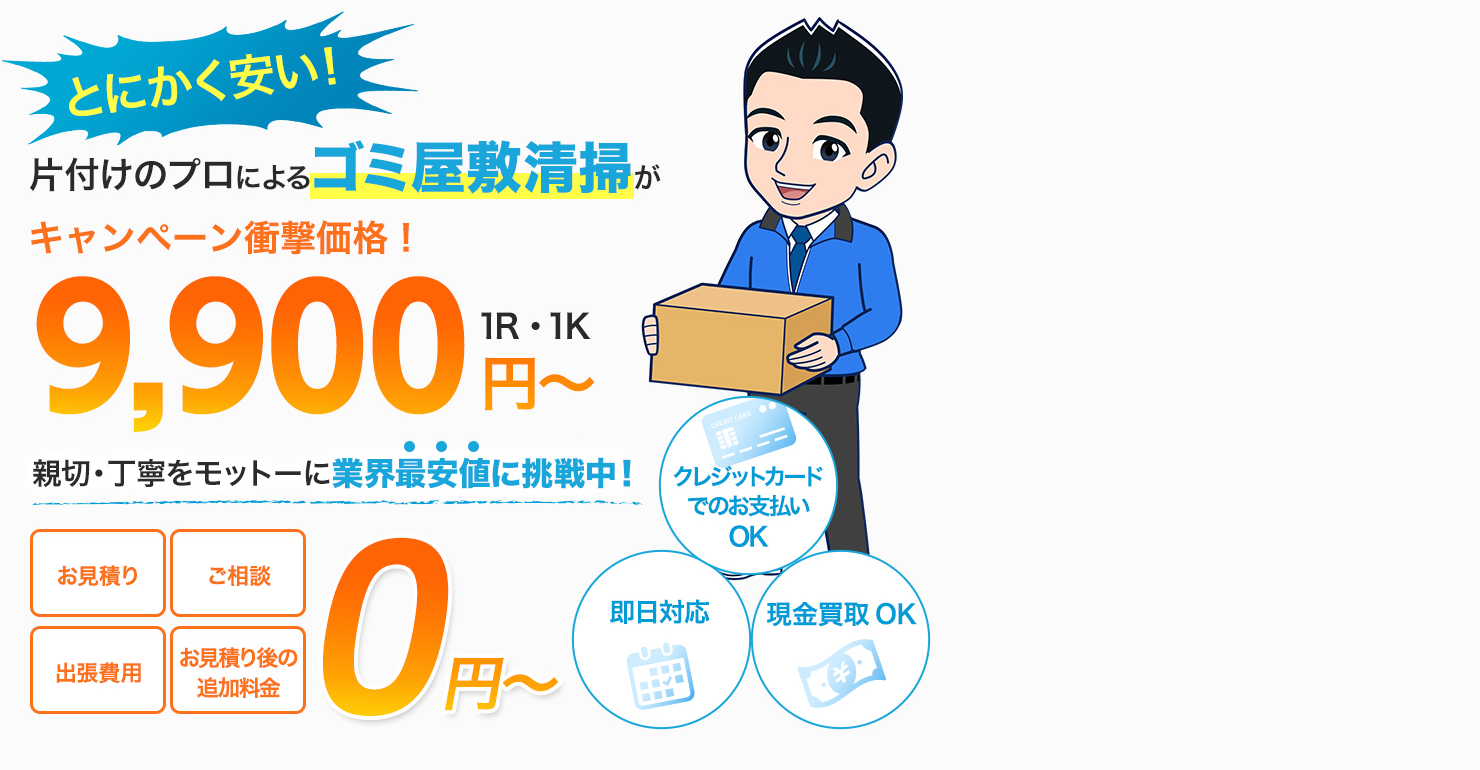 とにかく安い!
片付けのプロによるゴミ屋敷清掃が
キャンペーン衝撃価格!
9,900
1R・1K
円〜
親切・丁寧をモットーに業界最安値に挑戦中!
お見積り
ご相談
出張費用
お見積り後の
追加料金
0円〜
CREDIT CARD
クレジットカード
でのお支払い
OK
即日対応
現金買取 OK
¥